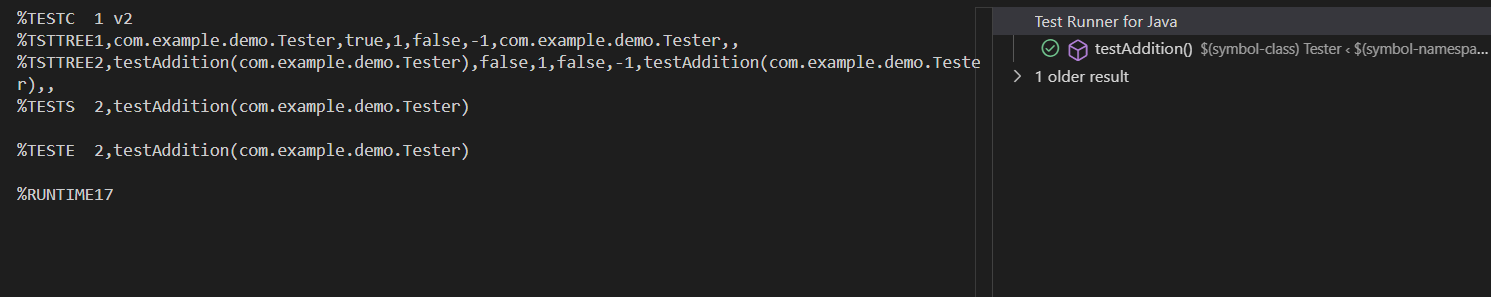 %TESTC  1 v2
%TSTTREE1,com.example.demo.Tester,true,1,false,-1,com.example.demo.Tester,,
%TSTTREE2,testAddition(com.example.demo.Tester),false,1,false,-1,testAddition(com.example.demo.Teste
r),,
%TESTS  2,testAddition(com.example.demo.Tester)
%TESTE  2,testAddition(com.example.demo.Tester)
%RUNTIME17
Test Runner for Java
testAddition() $(symbol-class) Tester ‹ $(symbol-namespa...
1 older result